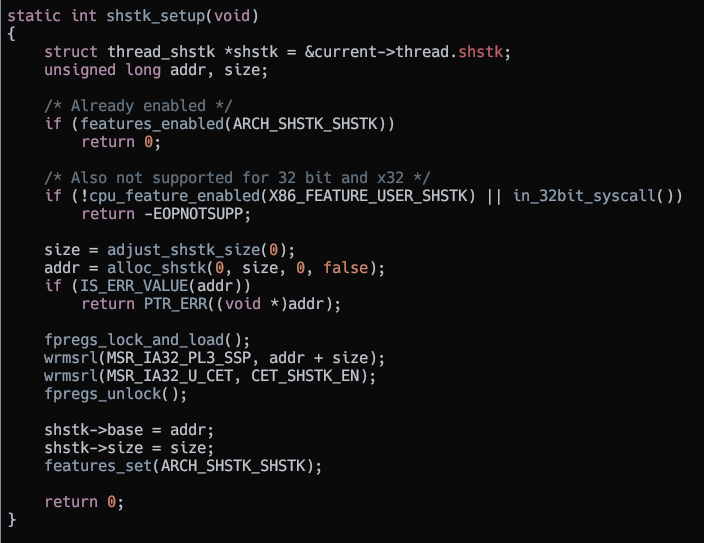 static int shstk_setup(void)
{
    struct thread_shstk *shstk = &current->thread.shstk;
    unsigned long addr, size;

    /* Already enabled */
    if (features_enabled(ARCH_SHSTK_SHSTK))
        return 0;

    /* Also not supported for 32 bit and x32 */
    if (!cpu_feature_enabled(X86_FEATURE_USER_SHSTK) || in_32bit_syscall())
        return -EOPNOTSUPP;

    size = adjust_shstk_size(0);
    addr = alloc_shstk(0, size, 0, false);
    if (IS_ERR_VALUE(addr))
        return PTR_ERR((void *)addr);

    fpregs_lock_and_load();
    wrmsrl(MSR_IA32_PL3_SSP, addr + size);
    wrmsrl(MSR_IA32_U_CET, CET_SHSTK_EN);
    fpregs_unlock();

    shstk->base = addr;
    shstk->size = size;
    features_set(ARCH_SHSTK_SHSTK);

    return 0;
}